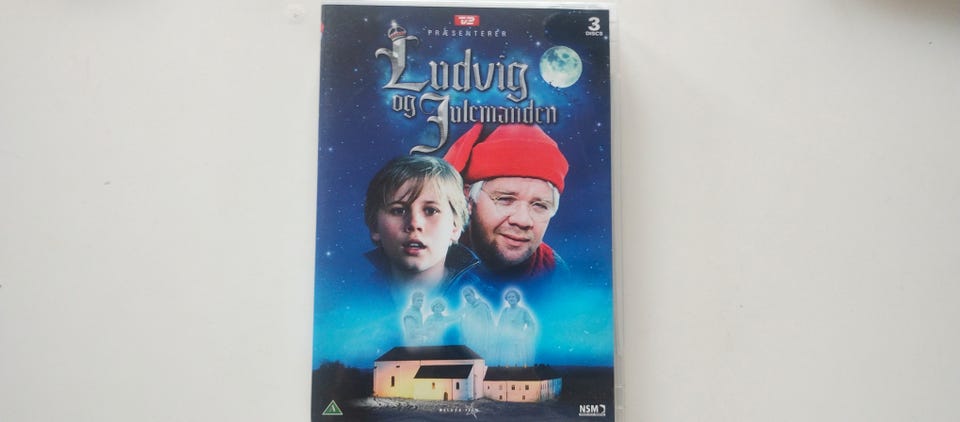 TV2
PRÆSENTERER
3
DISCS
Ludvig
og Julemanden
A
NSM